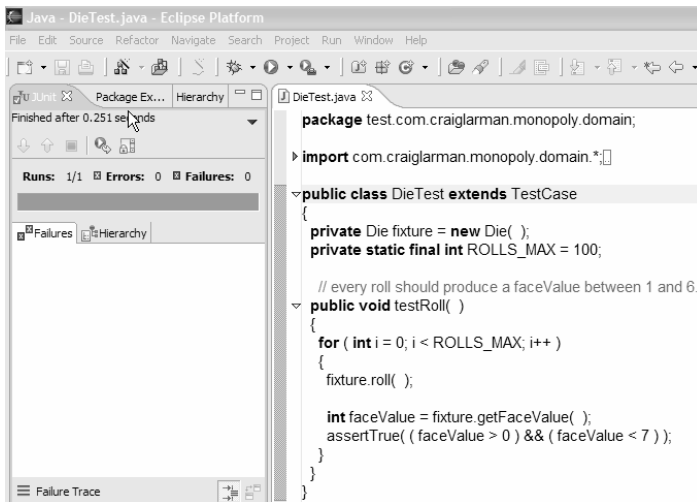 Java - DieTest.java - Eclipse Platform
File Edit Source Refactor Navigate Search Project Run Window Help
JUnit Package Ex... Hierarchy
Finished after 0.251 seconds
Runs: 1/1 Errors: 0 Failures: 0
Failures Hierarchy
Failure Trace
DieTest.java
package test.com.craiglarman.monopoly.domain;
import com.craiglarman.monopoly.domain.*;
public class DieTest extends TestCase
{
private Die fixture = new Die( );
private static final int ROLLS_MAX = 100;
// every roll should produce a faceValue between 1 and 6.
public void testRoll( )
{
for ( int i = 0; i < ROLLS_MAX; i++ )
{
fixture.roll( );
int faceValue = fixture.getFaceValue( );
assertTrue( ( faceValue > 0 ) && ( faceValue < 7 ) );
}
}
}